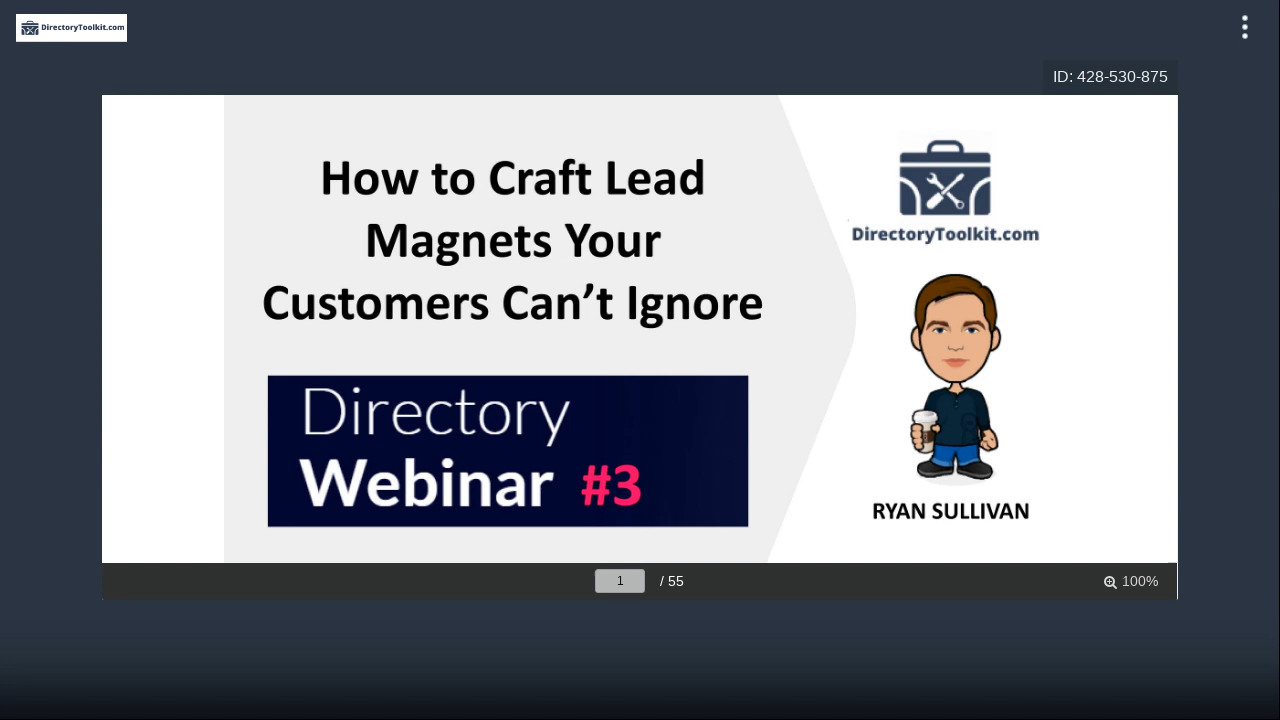 DirectoryToolkit.com
ID: 428-530-875
How to Craft Lead
Magnets Your
Customers Can’t Ignore
DirectoryToolkit.com
Directory
Webinar #3
RYAN SULLIVAN
1 / 55
100%